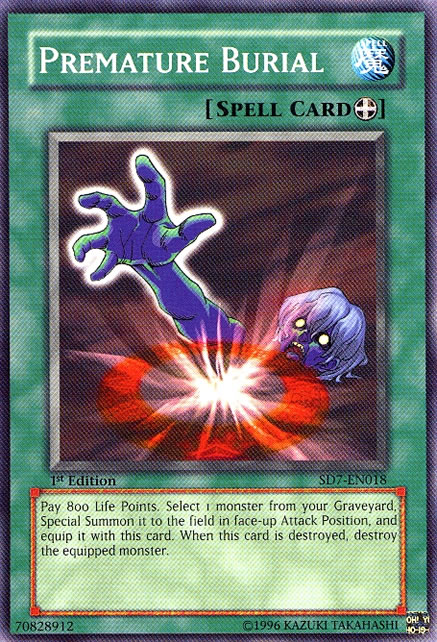 PREMATURE BURIAL
[SPELL CARD]
1st Edition
SD7-EN018
Pay 800 Life Points. Select 1 monster from your Graveyard,
Special Summon it to the field in face-up Attack Position, and
equip it with this card. When this card is destroyed, destroy
the equipped monster.
70828912
©1996 KAZUKI TAKAHASHI